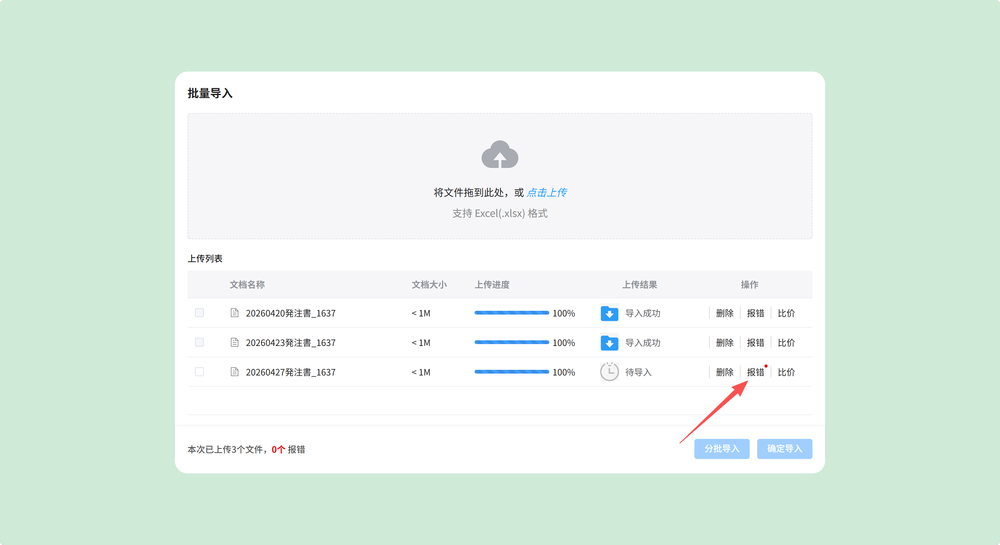 批量导入
将文件拖到此处，或 点击上传
支持 Excel(.xlsx) 格式
上传列表
文档名称 文档大小 上传进度 上传结果 操作
20260420発注書_1637 < 1M 100% 导入成功 删除 报错 比价
20260423発注書_1637 < 1M 100% 导入成功 删除 报错 比价
20260427発注書_1637 < 1M 100% 待导入 删除 报错 比价
本次已上传3个文件，0个 报错 分批导入 确定导入